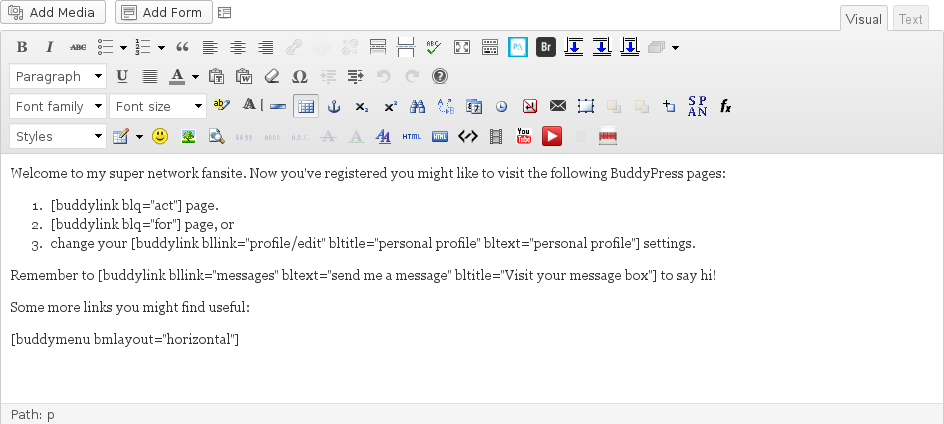 Add Media Add Form
Visual Text
B I ABC ABC P\ Br
Paragraph U A Ω
Font family Font size ab A x₂ x² SPAN fx
Styles A.B.C. A A A HTML HTML You Tube
Welcome to my super network fansite. Now you've registered you might like to visit the following BuddyPress pages:
1. [buddylink blq="act"] page.
2. [buddylink blq="for"] page, or
3. change your [buddylink bllink="profile/edit" bltitle="personal profile" bltext="personal profile"] settings.
Remember to [buddylink bllink="messages" bltext="send me a message" bltitle="Visit your message box"] to say hi!
Some more links you might find useful:
[buddymenu bmlayout="horizontal"]
Path: p